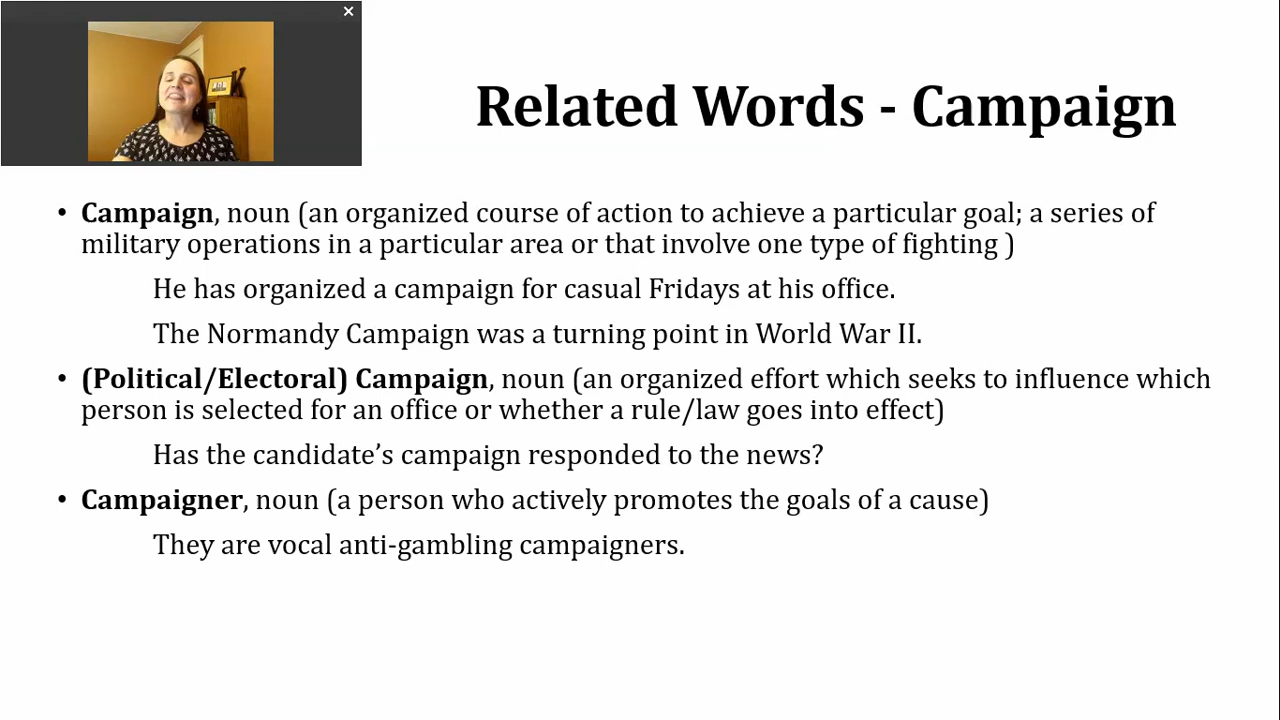 Related Words - Campaign
• Campaign, noun (an organized course of action to achieve a particular goal; a series of
military operations in a particular area or that involve one type of fighting )
He has organized a campaign for casual Fridays at his office.
The Normandy Campaign was a turning point in World War II.
• (Political/Electoral) Campaign, noun (an organized effort which seeks to influence which
person is selected for an office or whether a rule/law goes into effect)
Has the candidate’s campaign responded to the news?
• Campaigner, noun (a person who actively promotes the goals of a cause)
They are vocal anti-gambling campaigners.